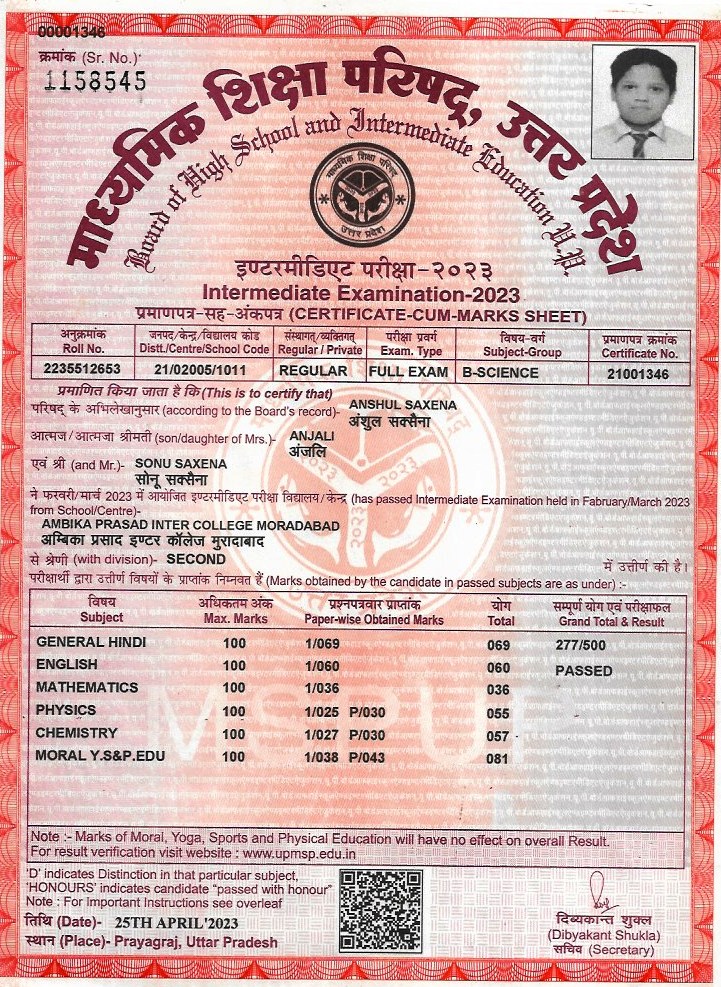 00001346
क्रमांक (Sr. No.)·
1158545
माध्यमिक शिक्षा परिषद्, उत्तर प्रदेश
Board of High School and Intermediate Education U.P.
माध्यमिक शिक्षा परिषद
उत्तर प्रदेश
इण्टरमीडिएट परीक्षा-२०२३
Intermediate Examination-2023
प्रमाणपत्र-सह-अंकपत्र (CERTIFICATE-CUM-MARKS SHEET)
अनुक्रमांक जनपद/केन्द्र/विद्यालय कोड संस्थागत/व्यक्तिगत परीक्षा प्रवर्ग विषय-वर्ग प्रमाणपत्र क्रमांक
Roll No. Distt./Centre/School Code Regular / Private Exam. Type Subject-Group Certificate No.
2235512653 21/02005/1011 REGULAR FULL EXAM B-SCIENCE 21001346
प्रमाणित किया जाता है कि (This is to certify that)
परिषद् के अभिलेखानुसार (according to the Board's record)- ANSHUL SAXENA
अंशुल सक्सैना
आत्मज/आत्मजा श्रीमती (son/daughter of Mrs.)- ANJALI
अंजलि
एवं श्री (and Mr.)- SONU SAXENA
सोनू सक्सैना
ने फरवरी/मार्च 2023 में आयोजित इण्टरमीडिएट परीक्षा विद्यालय/केन्द्र (has passed Intermediate Examination held in Fabruary/March 2023
from School/Centre)-
AMBIKA PRASAD INTER COLLEGE MORADABAD
अम्बिका प्रसाद इण्टर कॉलेज मुरादाबाद
से श्रेणी (with division)- SECOND में उत्तीर्ण की है।
परीक्षार्थी द्वारा उत्तीर्ण विषयों के प्राप्तांक निम्नवत हैं (Marks obtained by the candidate in passed subjects are as under) :-
विषय अधिकतम अंक प्रश्नपत्रवार प्राप्तांक योग सम्पूर्ण योग एवं परीक्षाफल
Subject Max. Marks Paper-wise Obtained Marks Total Grand Total & Result
GENERAL HINDI 100 1/069 069 277/500
ENGLISH 100 1/060 060 PASSED
MATHEMATICS 100 1/036 036
PHYSICS 100 1/025 P/030 055
CHEMISTRY 100 1/027 P/030 057
MORAL Y.S&P.EDU 100 1/038 P/043 081
MSPUP
Note :- Marks of Moral, Yoga, Sports and Physical Education will have no effect on overall Result.
For result verification visit website : www.upmsp.edu.in
'D' indicates Distinction in that particular subject,
'HONOURS' indicates candidate "passed with honour"
Note : For Important Instructions see overleaf
तिथि (Date)- 25TH APRIL'2023
स्थान (Place)- Prayagraj, Uttar Pradesh
दिब्यकान्त शुक्ल
(Dibyakant Shukla)
सचिव (Secretary)